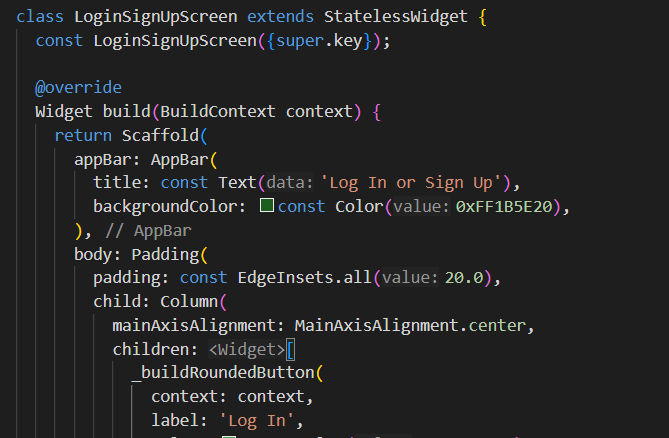 class LoginSignUpScreen extends StatelessWidget {
  const LoginSignUpScreen({super.key});

  @override
  Widget build(BuildContext context) {
    return Scaffold(
      appBar: AppBar(
        title: const Text(data: 'Log In or Sign Up'),
        backgroundColor: const Color(value: 0xFF1B5E20),
      ), // AppBar
      body: Padding(
        padding: const EdgeInsets.all(value: 20.0),
        child: Column(
          mainAxisAlignment: MainAxisAlignment.center,
          children: <Widget>[
            _buildRoundedButton(
              context: context,
              label: 'Log In',